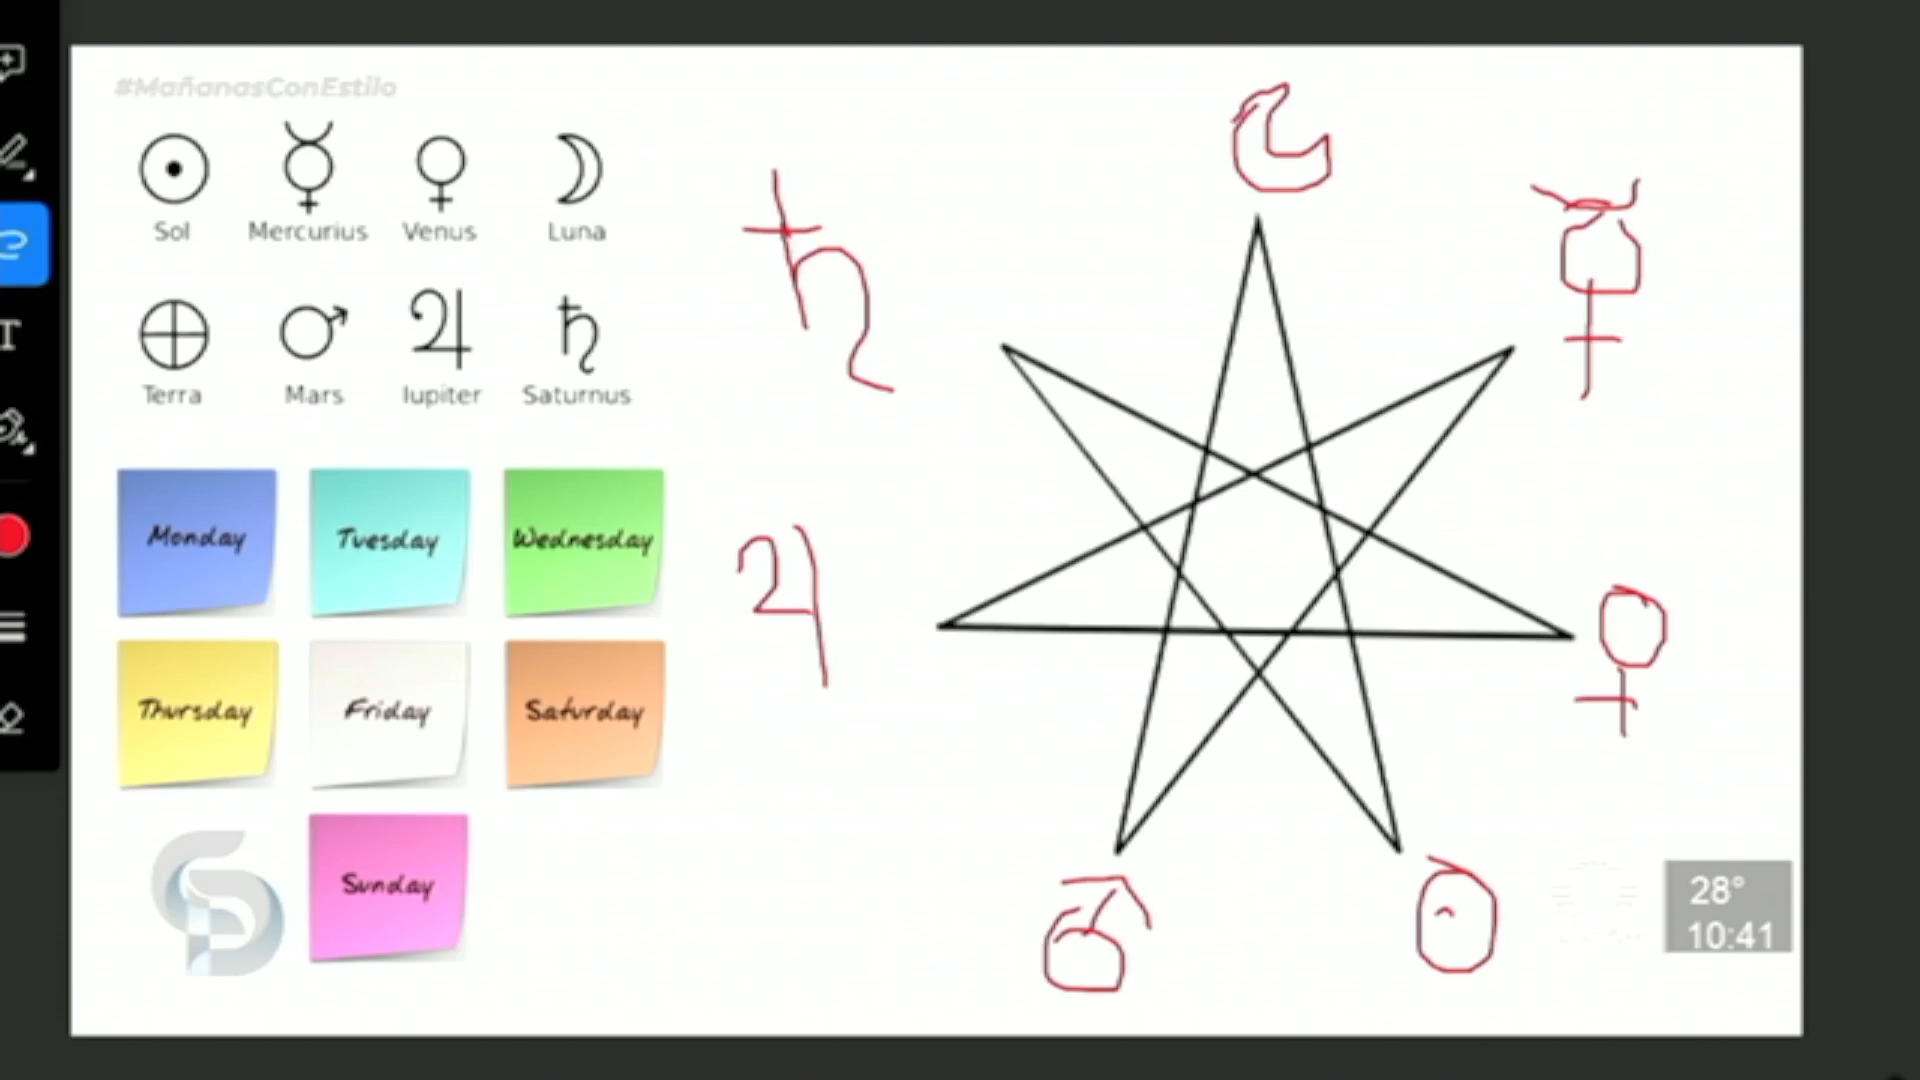 #MañanasConEstilo
Sol Mercurius Venus Luna
Terra Mars Iupiter Saturnus
Monday Tuesday Wednesday
Thursday Friday Saturday
Sunday
28°
10:41
T